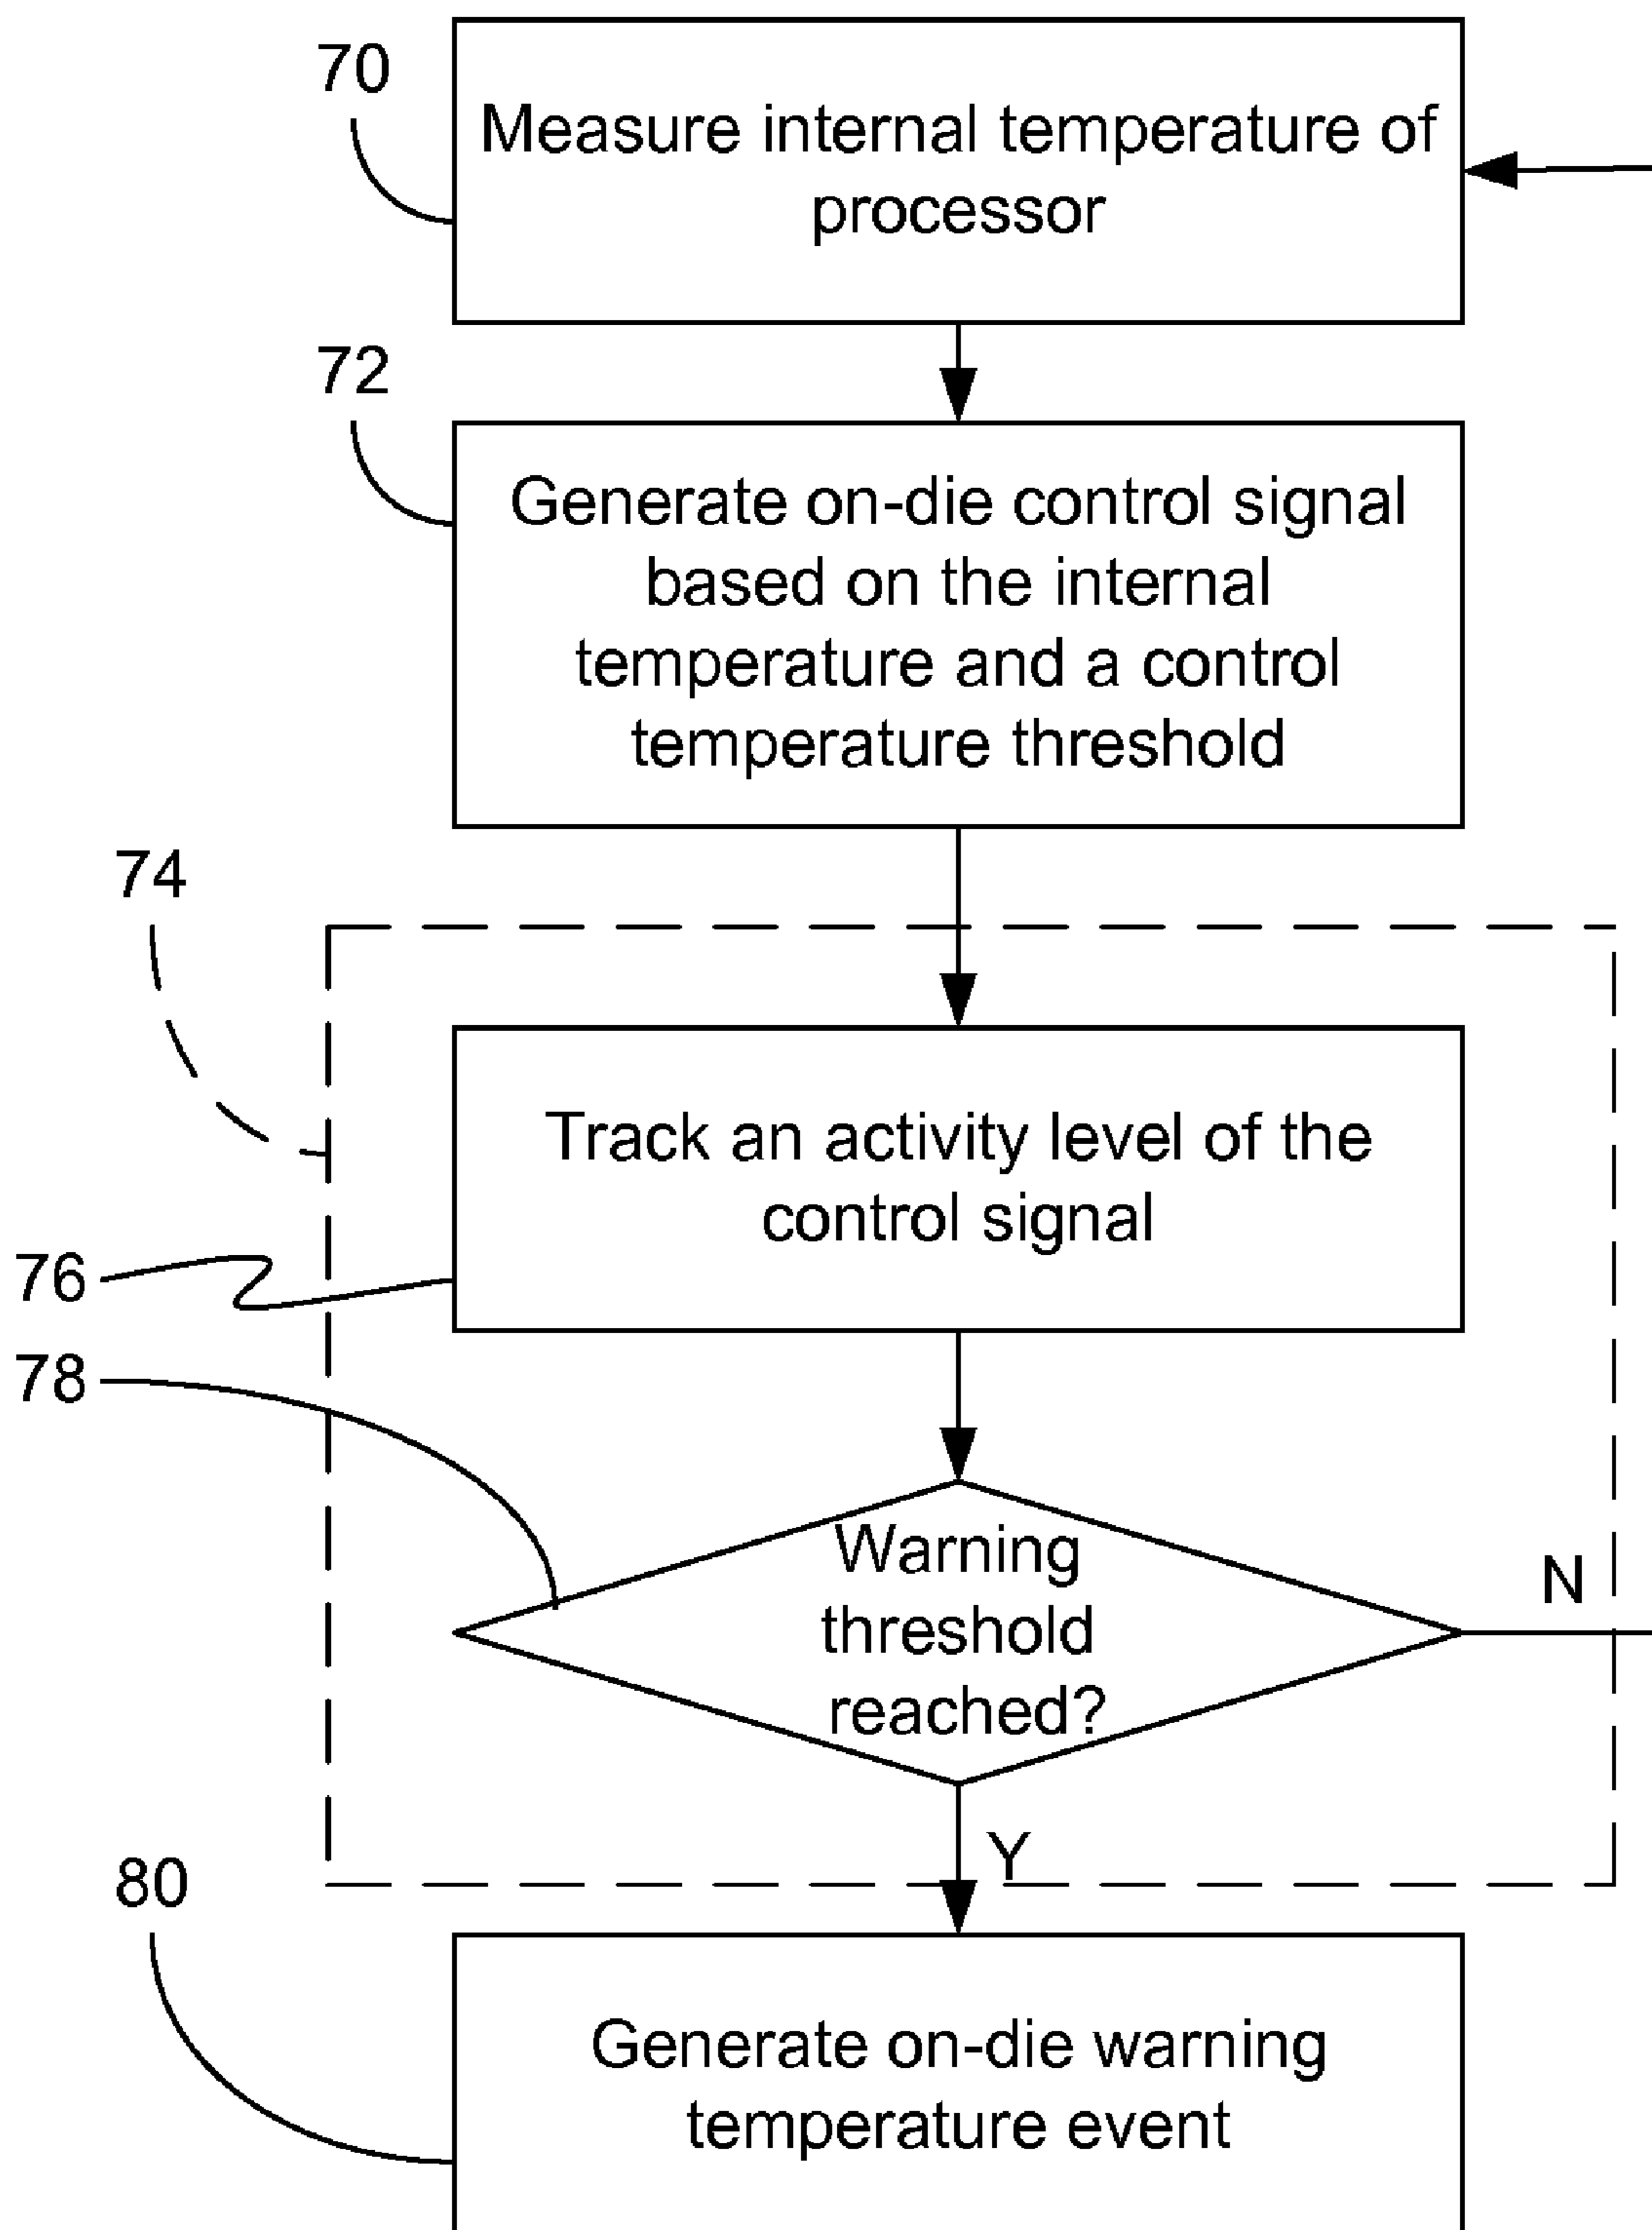 70
Measure internal temperature of
processor
72
Generate on-die control signal
based on the internal
temperature and a control
temperature threshold
74
Track an activity level of the
control signal
76
78
Warning
threshold
reached?
N
Y
80
Generate on-die warning
temperature event